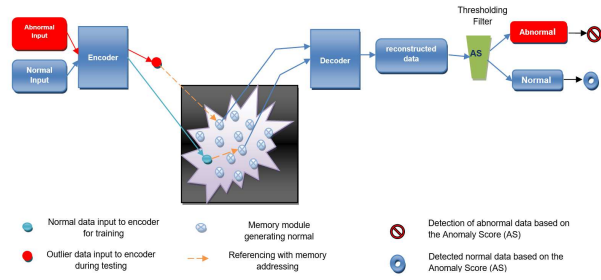 Thresholding
Filter
Abnormal
Input
Normal
Input
Encoder
Decoder
reconstructed
data
AS
Abnormal
Normal
Normal data input to encoder
for training
Outlier data input to encoder
during testing
Memory module
generating normal
Referencing with memory
addressing
Detection of abnormal data based on
the Anomaly Score (AS)
Detected normal data based on the
Anomaly Score (AS)